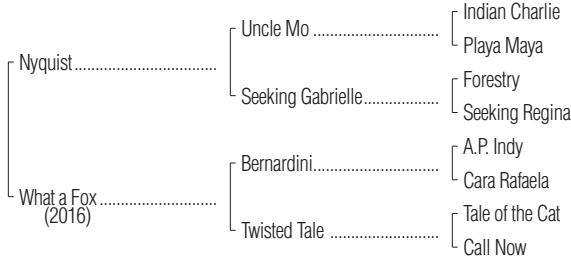 Indian Charlie
Uncle Mo
Playa Maya
Nyquist
Forestry
Seeking Gabrielle
Seeking Regina
A.P. Indy
Bernardini
Cara Rafaela
What a Fox
(2016)
Tale of the Cat
Twisted Tale
Call Now